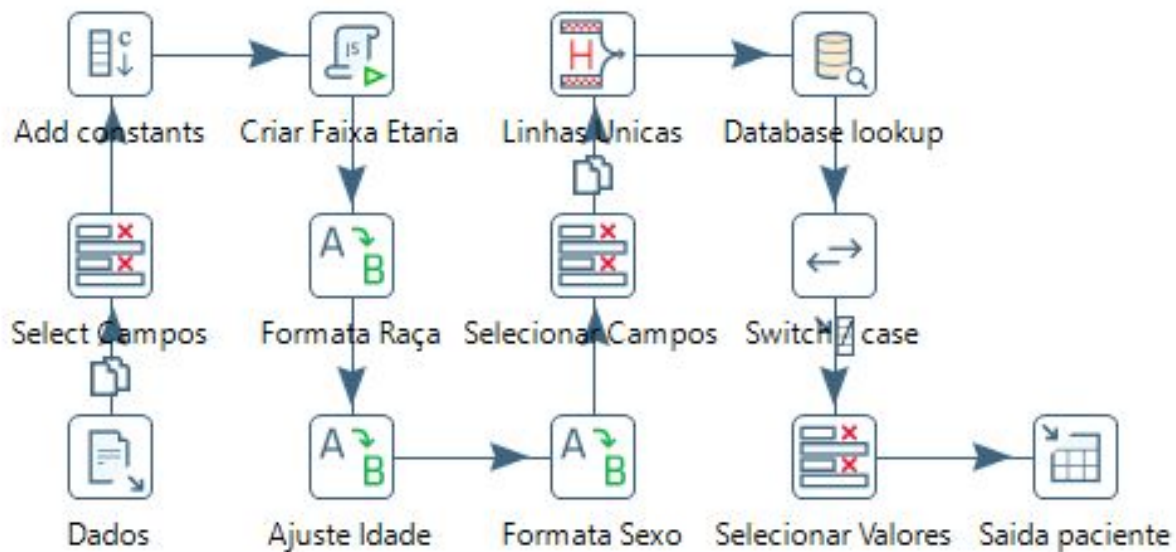 Add constants
Criar Faixa Etaria
Linhas Unicas
Database lookup
Select Campos
Formata Raça
Selecionar Campos
Switch / case
Dados
Ajuste Idade
Formata Sexo
Selecionar Valores
Saida paciente